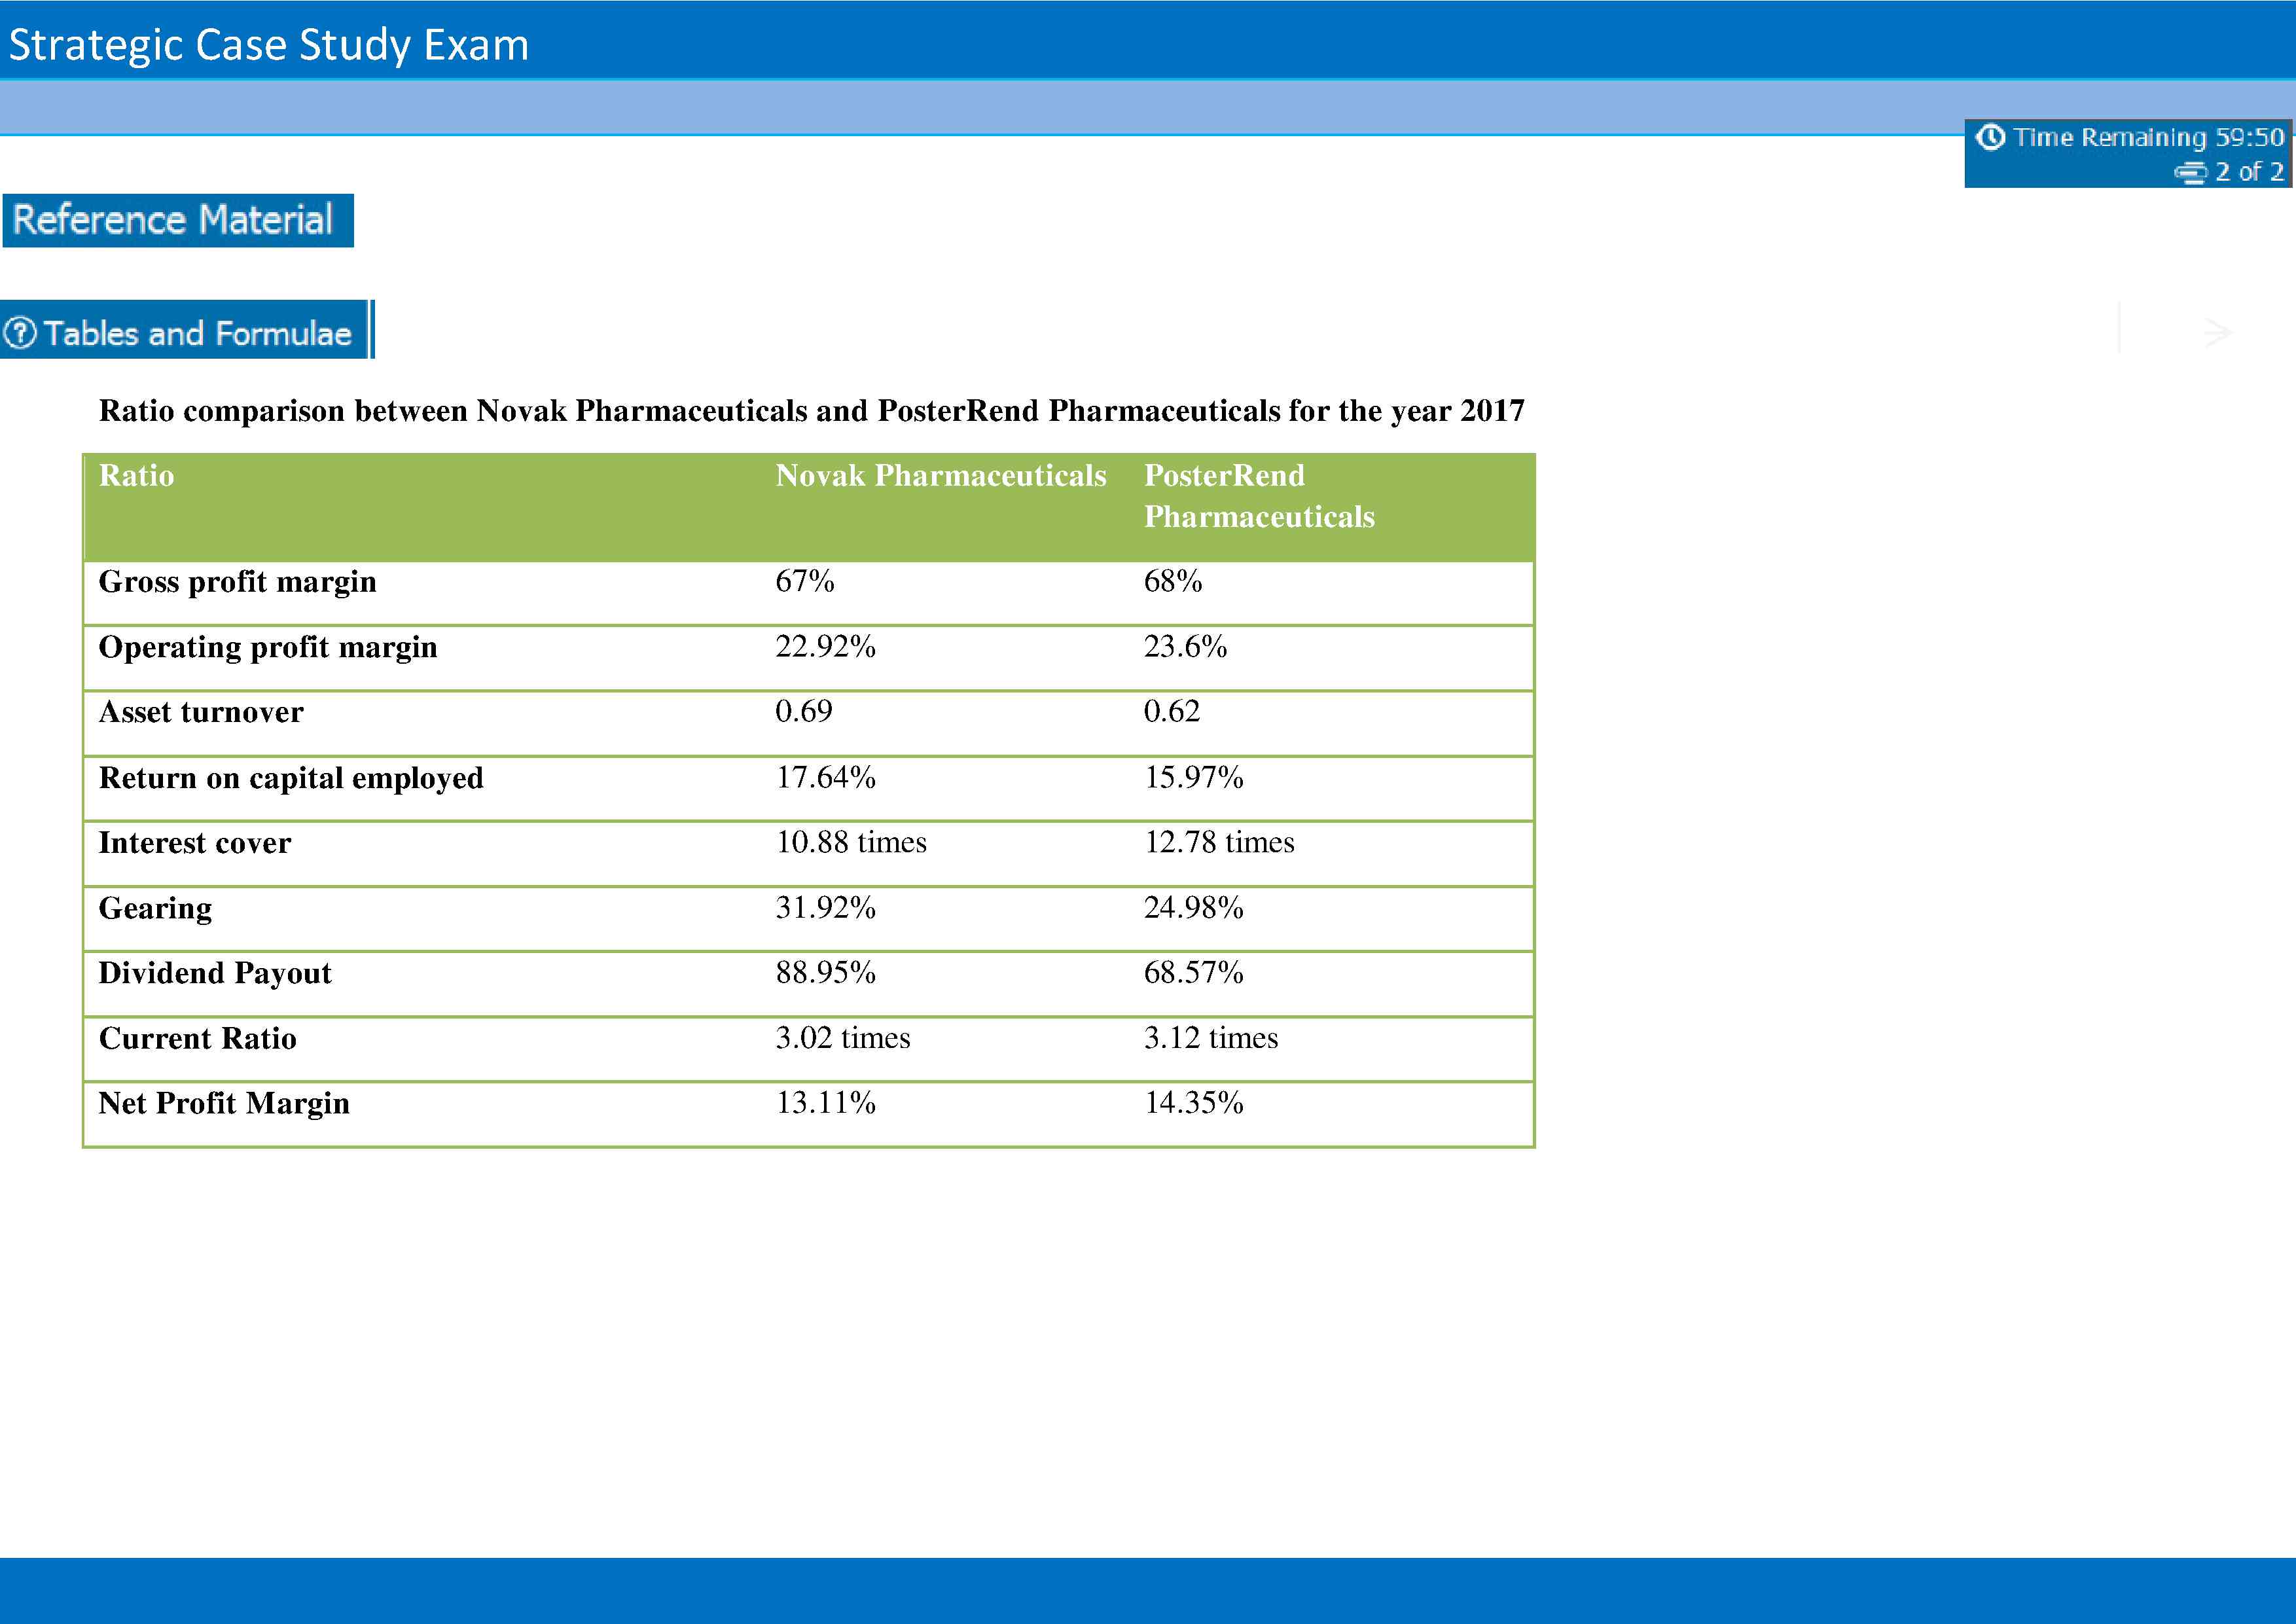 Strategic Case Study Exam
Time Remaining 59:50
2 of 2
Reference Material
Tables and Formulae
Ratio comparison between Novak Pharmaceuticals and PosterRend Pharmaceuticals for the year 2017
Ratio Novak Pharmaceuticals PosterRend
Pharmaceuticals
Gross profit margin 67% 68%
Operating profit margin 22.92% 23.6%
Asset turnover 0.69 0.62
Return on capital employed 17.64% 15.97%
Interest cover 10.88 times 12.78 times
Gearing 31.92% 24.98%
Dividend Payout 88.95% 68.57%
Current Ratio 3.02 times 3.12 times
Net Profit Margin 13.11% 14.35%